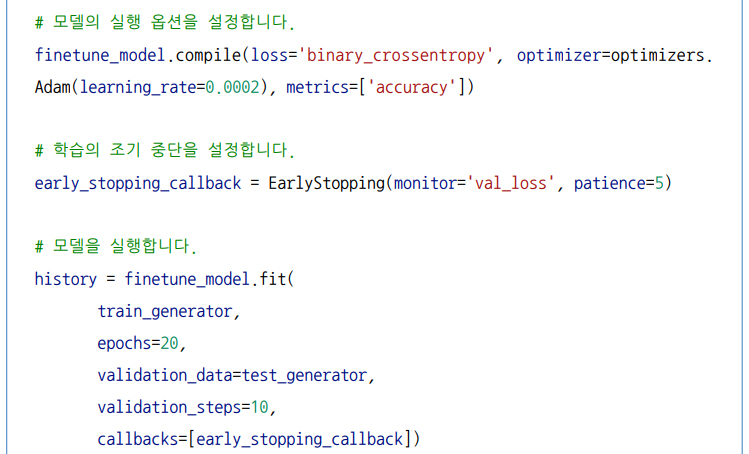 # 모델의 실행 옵션을 설정합니다.
finetune_model.compile(loss='binary_crossentropy', optimizer=optimizers.
Adam(learning_rate=0.0002), metrics=['accuracy'])
# 학습의 조기 중단을 설정합니다.
early_stopping_callback = EarlyStopping(monitor='val_loss', patience=5)
# 모델을 실행합니다.
history = finetune_model.fit(
train_generator,
epochs=20,
validation_data=test_generator,
validation_steps=10,
callbacks=[early_stopping_callback])